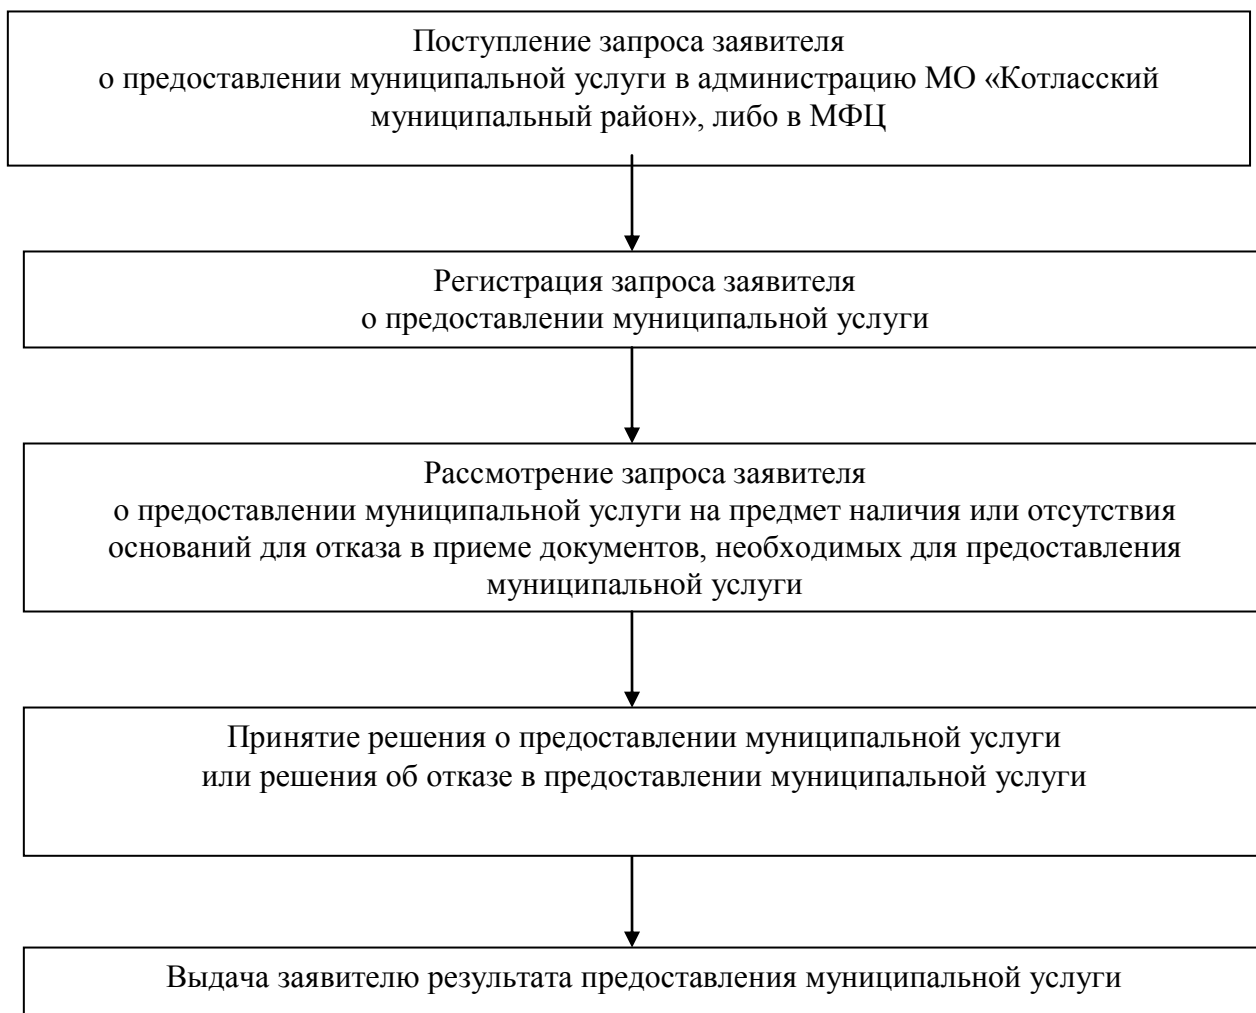 Поступление запроса заявителя
о предоставлении муниципальной услуги в администрацию МО «Котласский
муниципальный район», либо в МФЦ
Регистрация запроса заявителя
о предоставлении муниципальной услуги
Рассмотрение запроса заявителя
о предоставлении муниципальной услуги на предмет наличия или отсутствия
оснований для отказа в приеме документов, необходимых для предоставления
муниципальной услуги
Принятие решения о предоставлении муниципальной услуги
или решения об отказе в предоставлении муниципальной услуги
Выдача заявителю результата предоставления муниципальной услуги